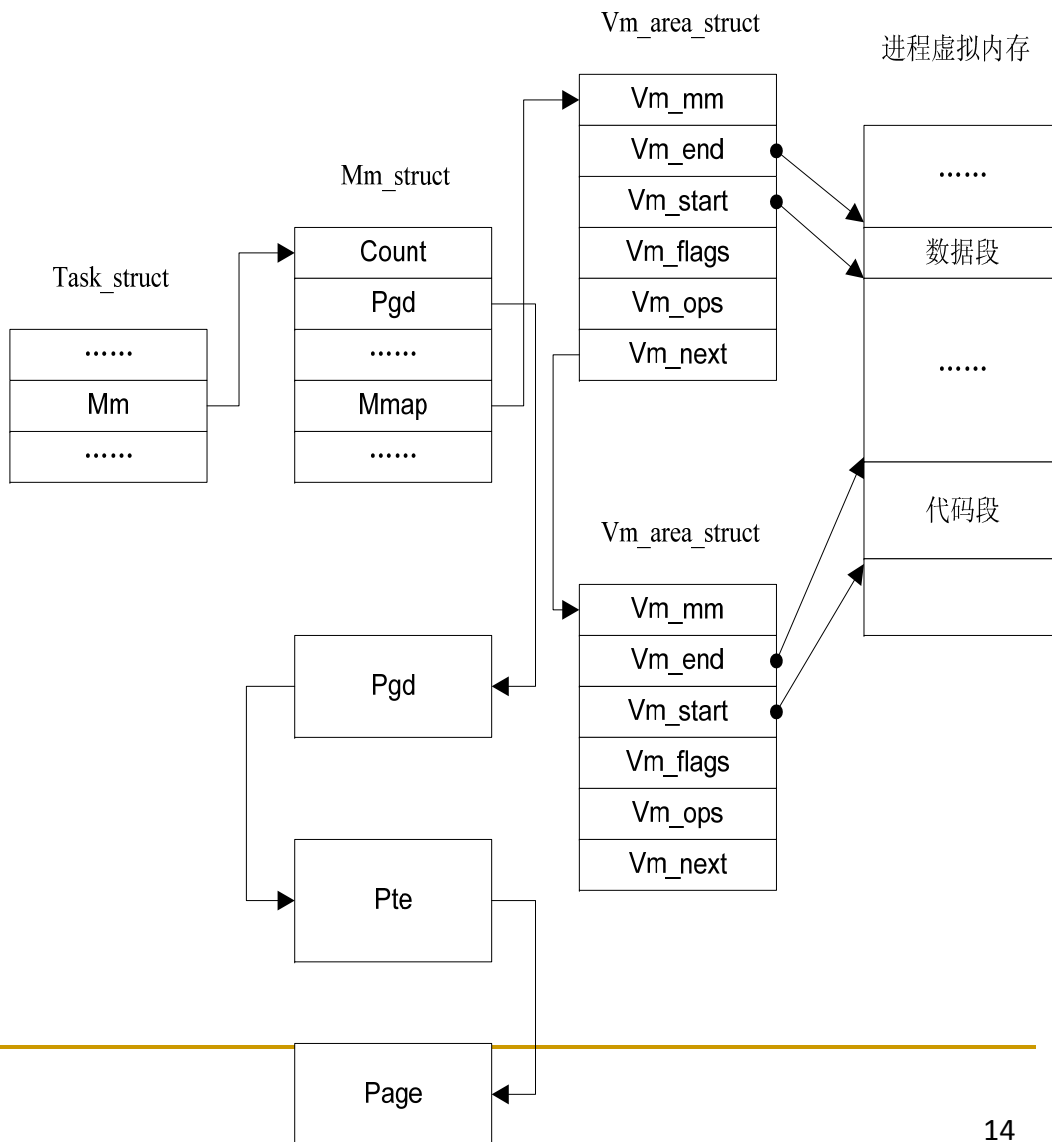 Task_struct
……
Mm
……
Mm_struct
Count
Pgd
……
Mmap
……
Pgd
Pte
Page
Vm_area_struct
Vm_mm
Vm_end
Vm_start
Vm_flags
Vm_ops
Vm_next
Vm_area_struct
Vm_mm
Vm_end
Vm_start
Vm_flags
Vm_ops
Vm_next
进程虚拟内存
……
数据段
……
代码段
14